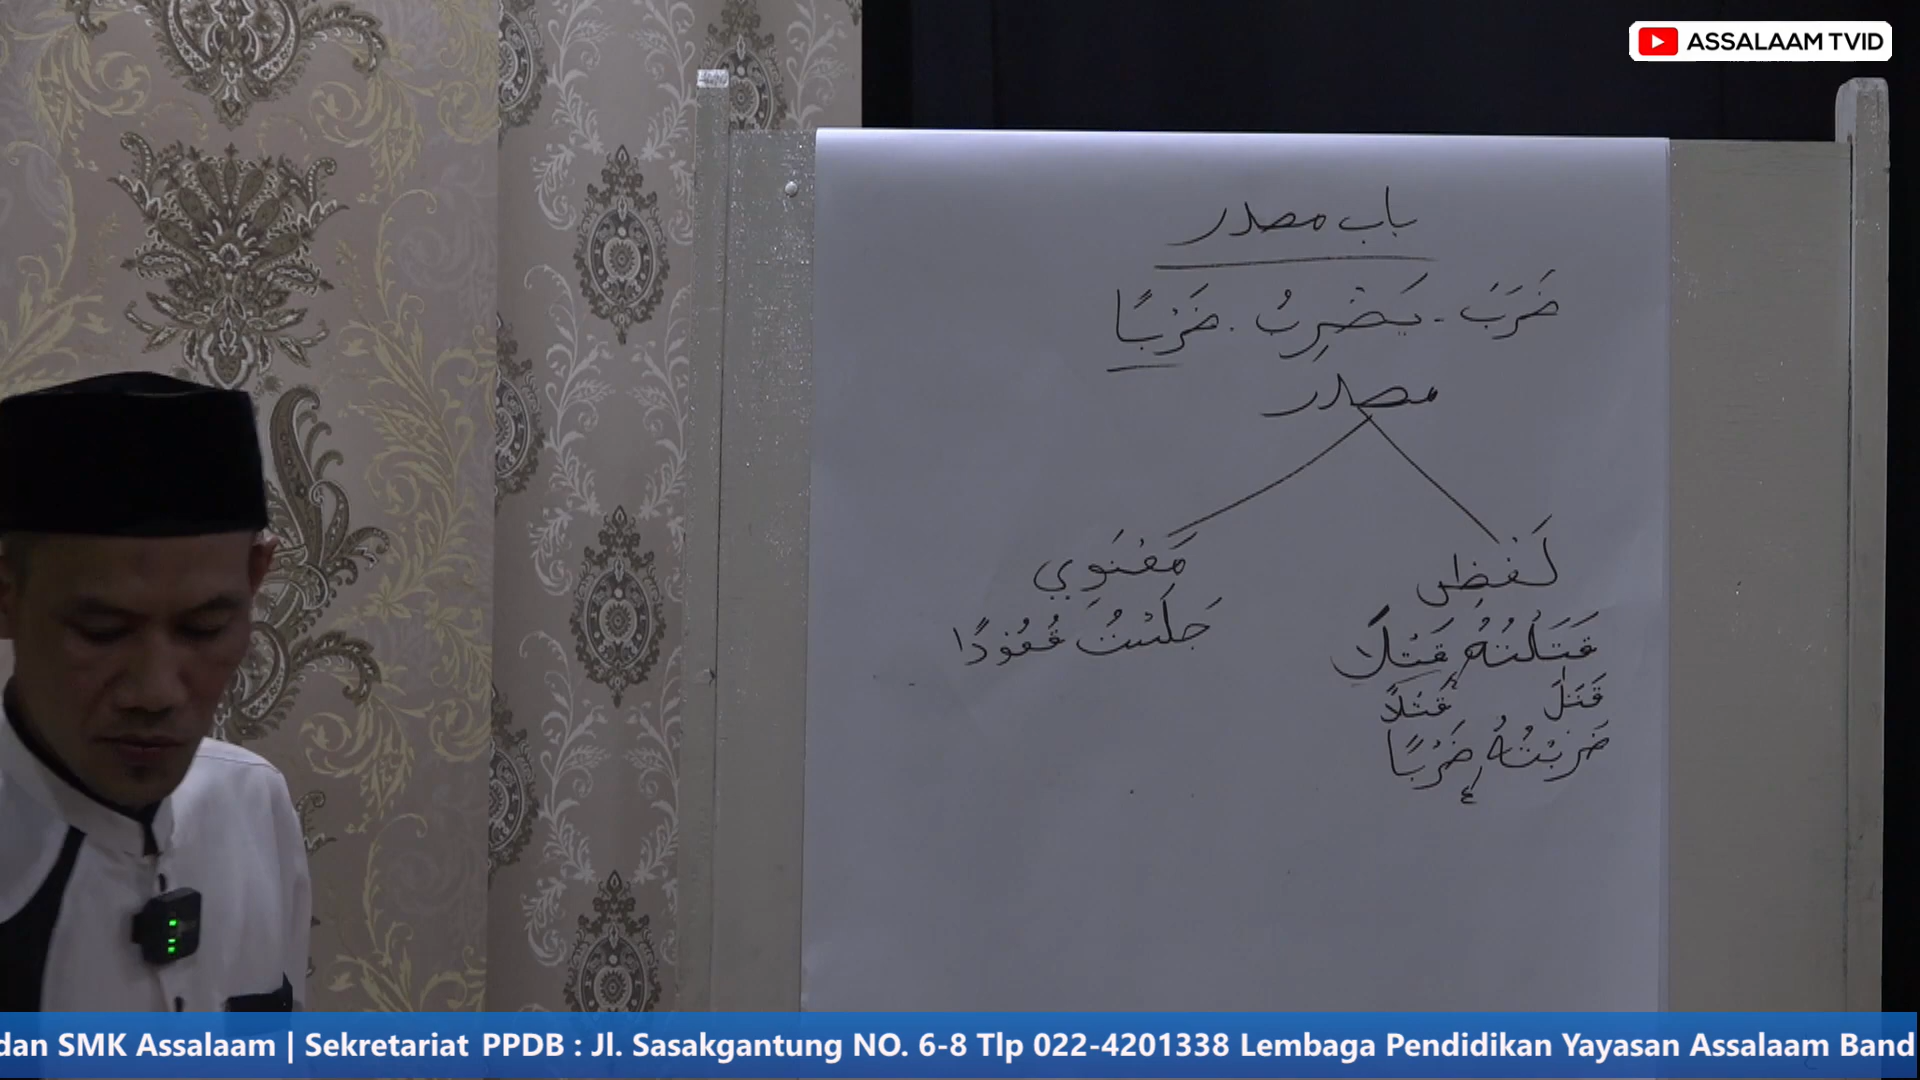 ASSALAAM TVID
باب مصدر
ضَرَبَ - يَضْرِبُ - ضَرْبًا
مصدر
لَفْظِي مَعْنَوِي
قَتَلْتُهُ قَتْلًا جَلَسْتُ قُعُوْدًا
قَتَلَ قَتْلًا
ضَرَبْتُهُ ضَرْبًا
dan SMK Assalaam | Sekretariat PPDB : Jl. Sasakgantung NO. 6-8 Tlp 022-4201338 Lembaga Pendidikan Yayasan Assalaam Band